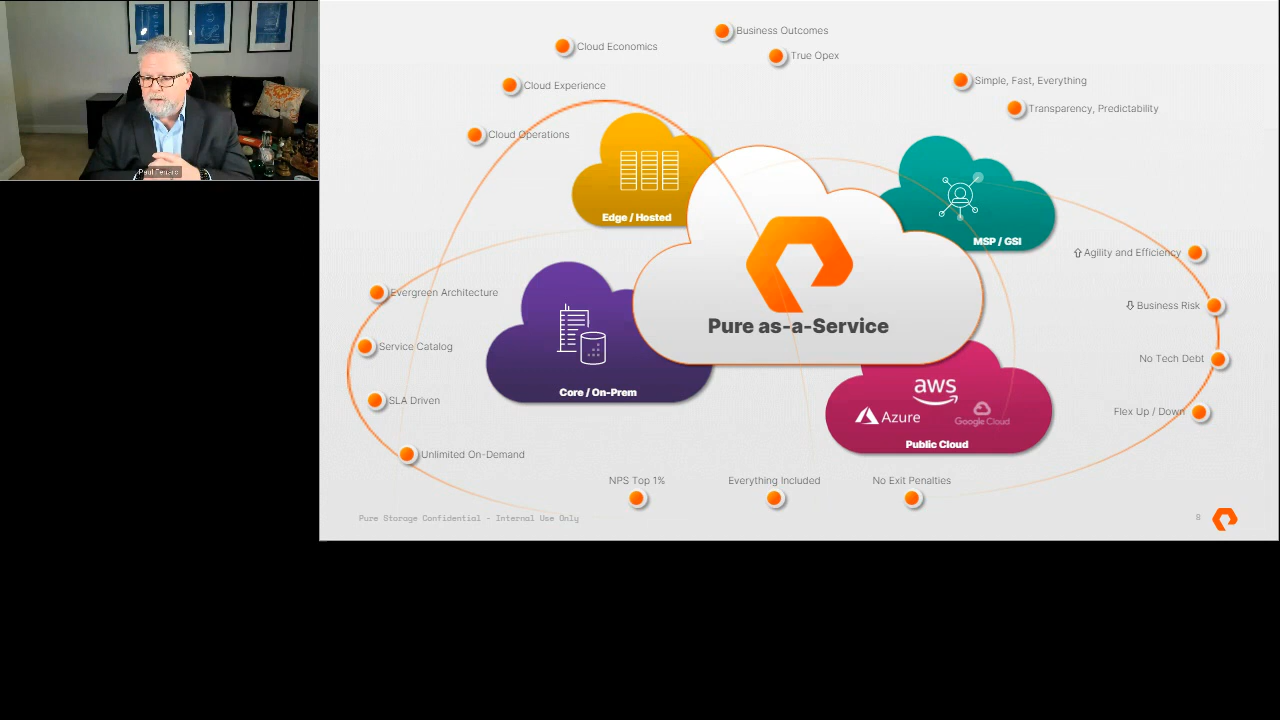 Business Outcomes
Cloud Economics
True Opex
Cloud Experience
Simple, Fast, Everything
Transparency, Predictability
Cloud Operations
Edge / Hosted
MSP / GSI
Agility and Efficiency
Evergreen Architecture
Business Risk
Pure as-a-Service
Service Catalog
No Tech Debt
Core / On-Prem
aws
SLA Driven
Azure
Google Cloud
Flex Up / Down
Public Cloud
Unlimited On-Demand
NPS Top 1%
Everything Included
No Exit Penalties
Pure Storage Confidential - Internal Use Only
8